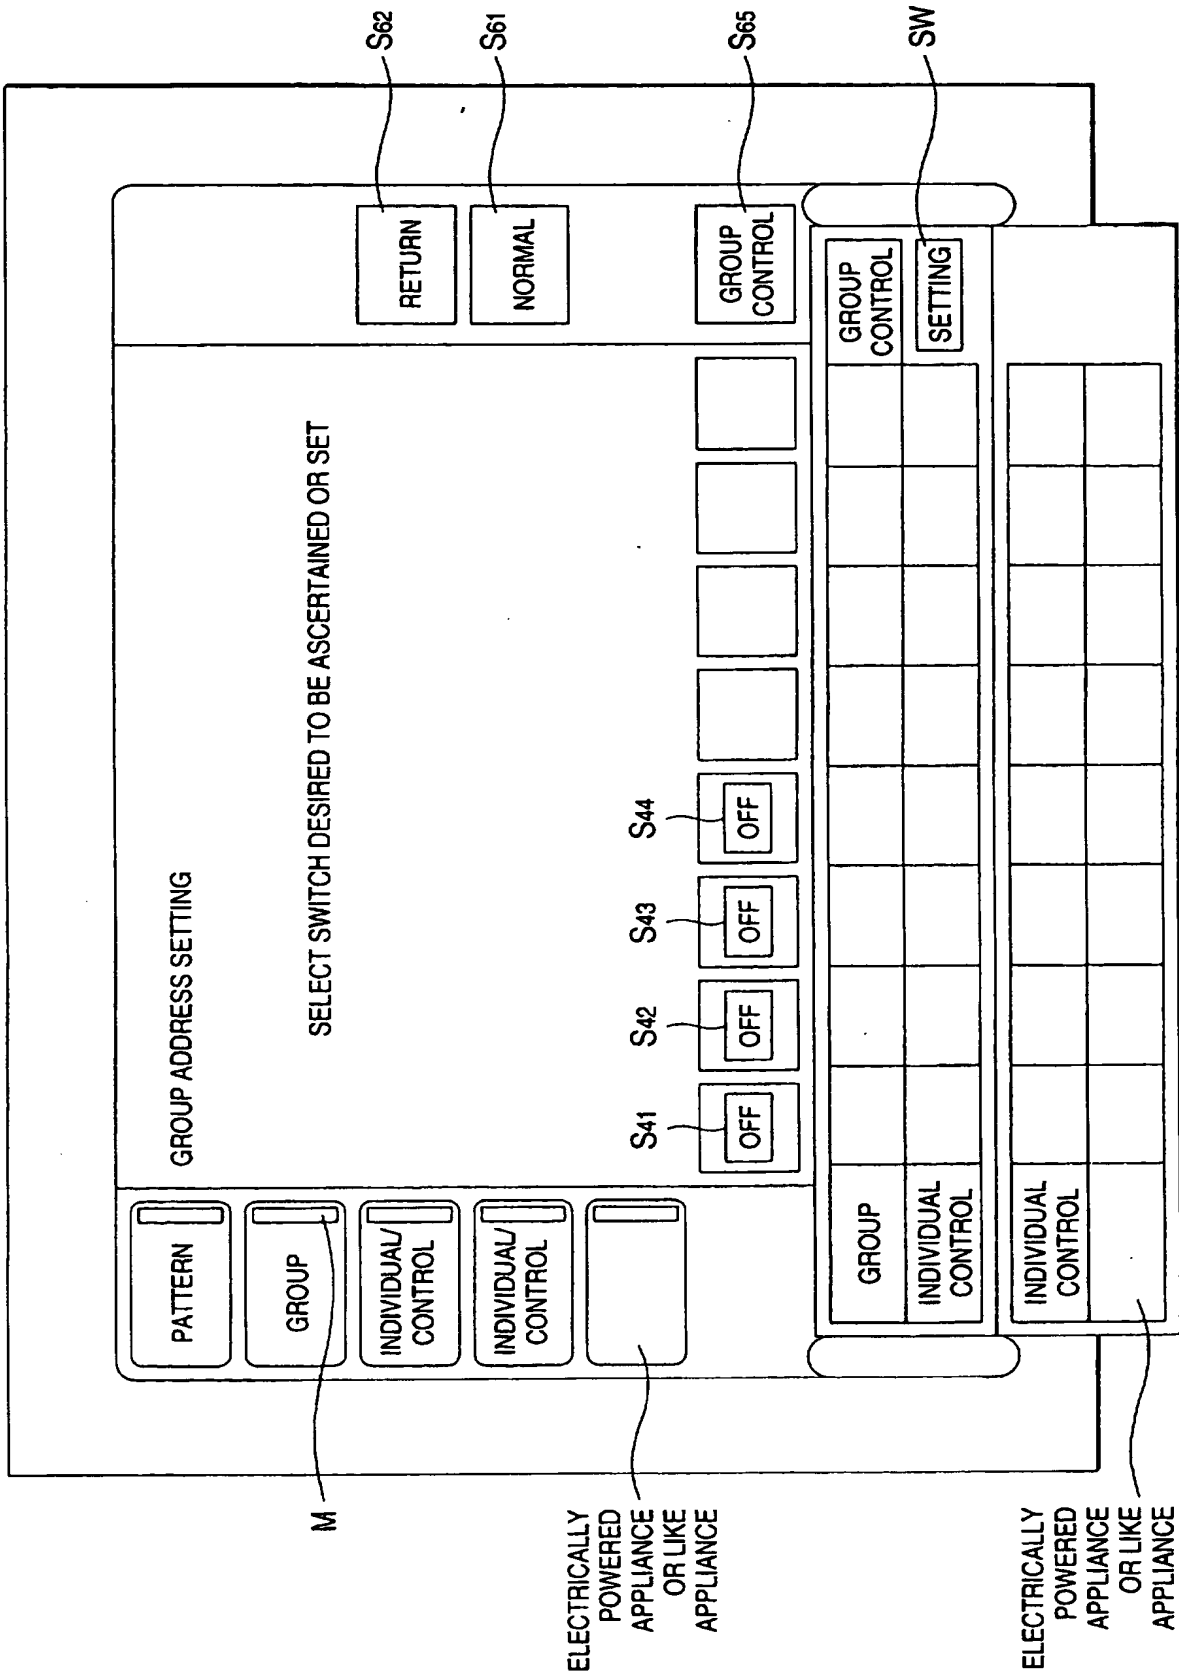 S62
S61
S65
SW
RETURN
NORMAL
GROUP
CONTROL
GROUP
CONTROL
SETTING
GROUP ADDRESS SETTING
SELECT SWITCH DESIRED TO BE ASCERTAINED OR SET
S41
S42
S43
S44
OFF
OFF
OFF
OFF
PATTERN
GROUP
INDIVIDUAL/
CONTROL
INDIVIDUAL/
CONTROL
GROUP
INDIVIDUAL
CONTROL
INDIVIDUAL
CONTROL
M
ELECTRICALLY
POWERED
APPLIANCE
OR LIKE
APPLIANCE
ELECTRICALLY
POWERED
APPLIANCE
OR LIKE
APPLIANCE